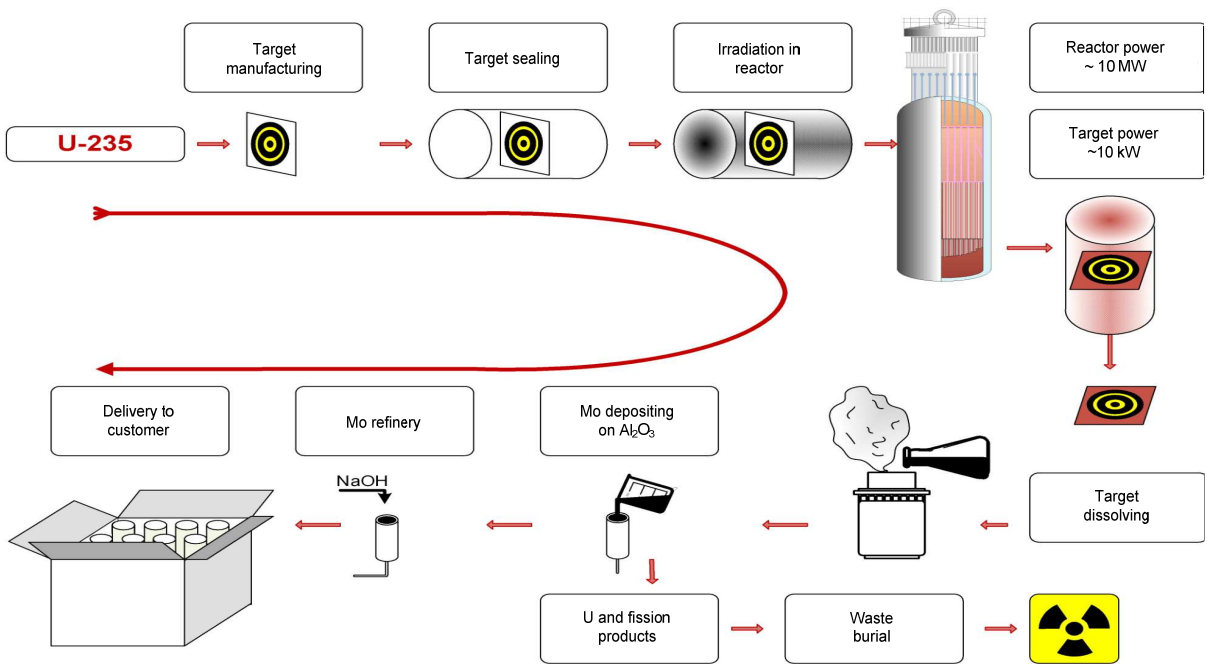 Target
manufacturing
Target sealing
Irradiation in
reactor
Reactor power
~ 10 MW
U-235
Target power
~10 kW
Delivery to
customer
Mo refinery
Mo depositing
on Al₂O₃
NaOH
Target
dissolving
U and fission
products
Waste
burial